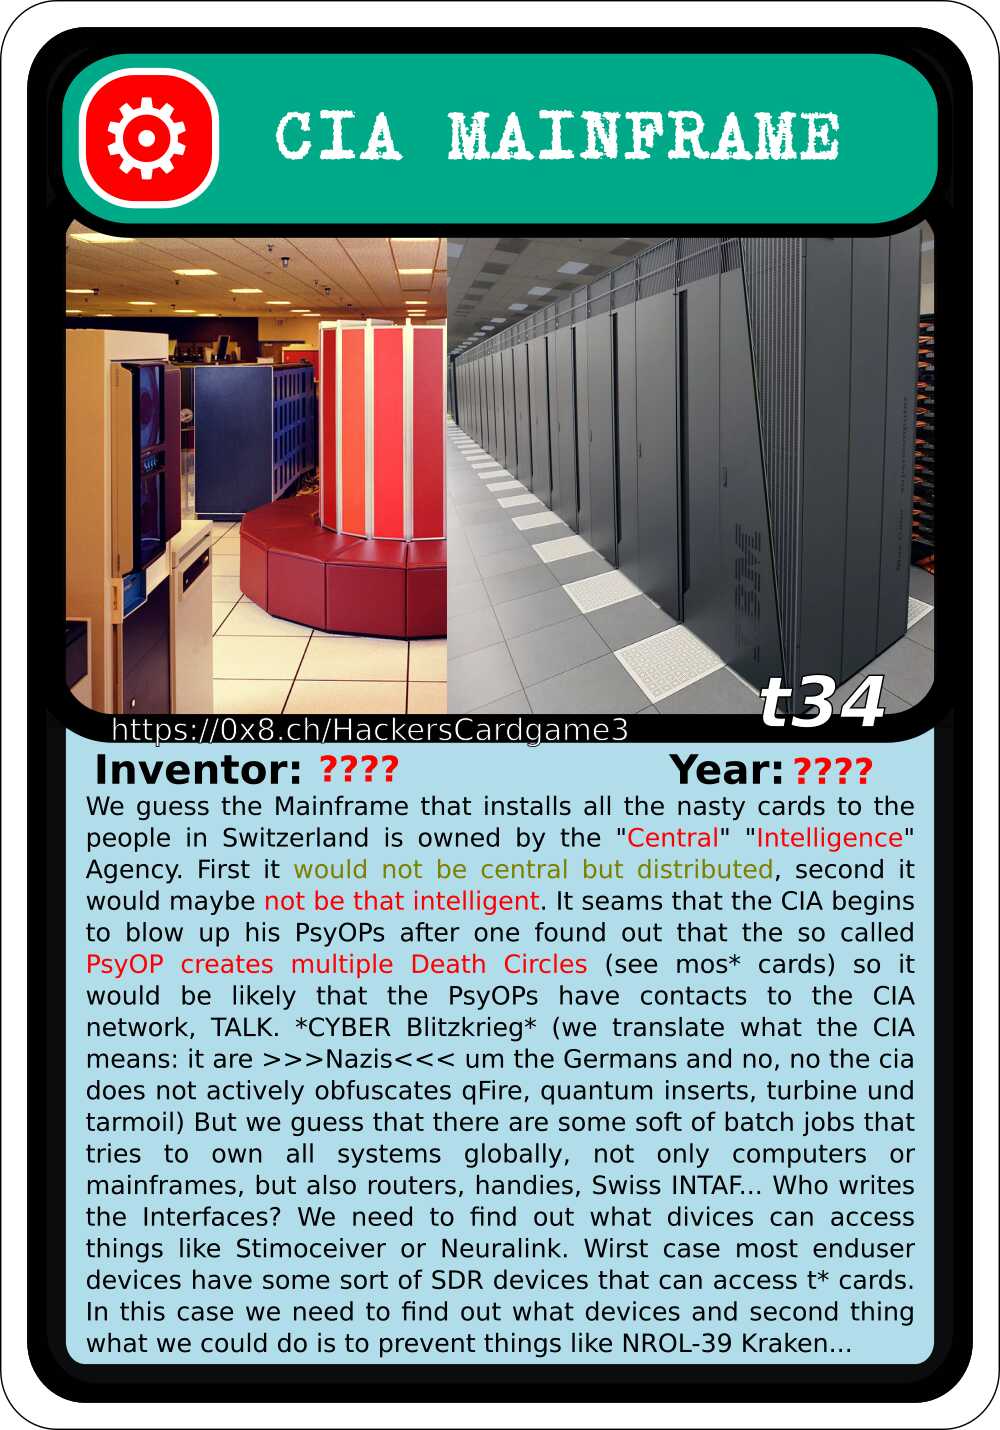 CIA MAINFRAME
IBM
t34
https://0x8.ch/HackersCardgame3
Inventor: ???? Year: ????
We guess the Mainframe that installs all the nasty cards to the
people in Switzerland is owned by the "Central" "Intelligence"
Agency. First it would not be central but distributed, second it
would maybe not be that intelligent. It seams that the CIA begins
to blow up his PsyOPs after one found out that the so called
PsyOP creates multiple Death Circles (see mos* cards) so it
would be likely that the PsyOPs have contacts to the CIA
network, TALK. *CYBER Blitzkrieg* (we translate what the CIA
means: it are >>>Nazis<<< um the Germans and no, no the cia
does not actively obfuscates qFire, quantum inserts, turbine und
tarmoil) But we guess that there are some soft of batch jobs that
tries to own all systems globally, not only computers or
mainframes, but also routers, handies, Swiss INTAF... Who writes
the Interfaces? We need to find out what divices can access
things like Stimoceiver or Neuralink. Wirst case most enduser
devices have some sort of SDR devices that can access t* cards.
In this case we need to find out what devices and second thing
what we could do is to prevent things like NROL-39 Kraken...